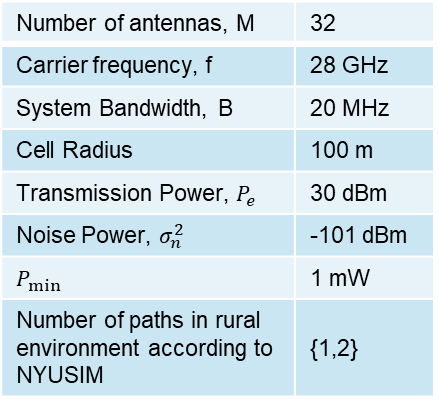 Number of antennas, M 32
Carrier frequency, f 28 GHz
System Bandwidth, B 20 MHz
Cell Radius 100 m
Transmission Power, Pₑ 30 dBm
Noise Power, σₙ² -101 dBm
Pmin 1 mW
Number of paths in rural
environment according to {1,2}
NYUSIM